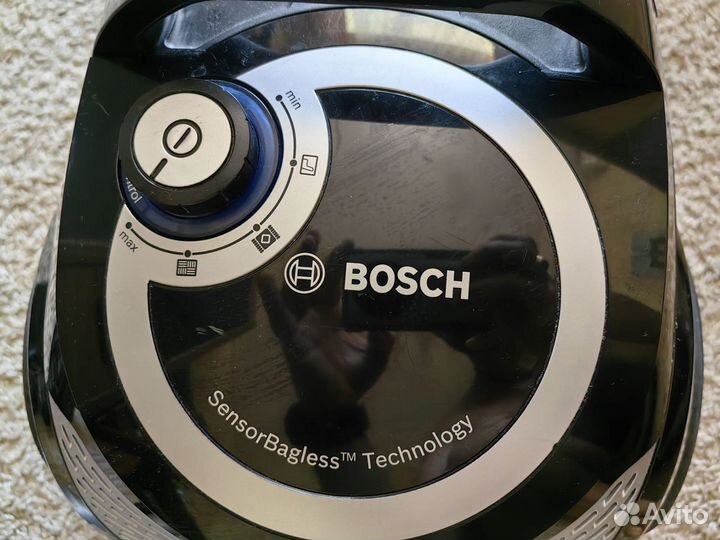 min
max
BOSCH
SensorBagless™ Technology
Avito